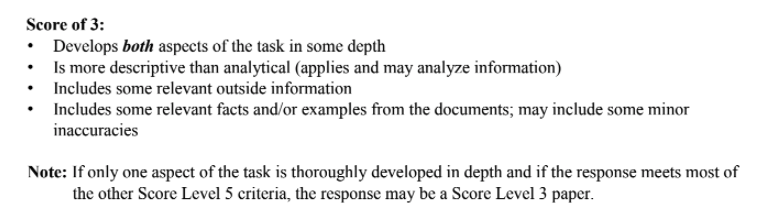 Score of 3:
• Develops both aspects of the task in some depth
• Is more descriptive than analytical (applies and may analyze information)
• Includes some relevant outside information
• Includes some relevant facts and/or examples from the documents; may include some minor
inaccuracies
Note: If only one aspect of the task is thoroughly developed in depth and if the response meets most of
the other Score Level 5 criteria, the response may be a Score Level 3 paper.